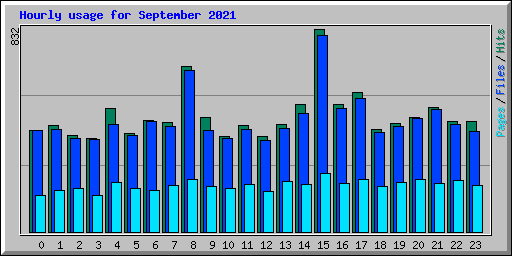 Hourly usage for September 2021
832
Pages/Files/Hits
0 1 2 3 4 5 6 7 8 9 10 11 12 13 14 15 16 17 18 19 20 21 22 23